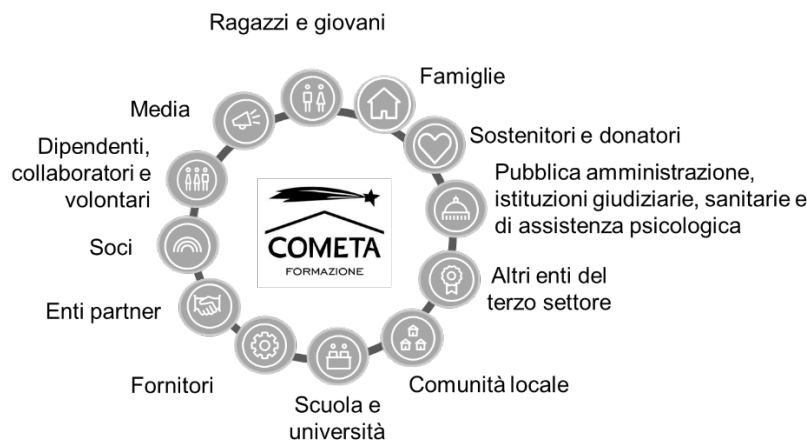 Ragazzi e giovani
Famiglie
Sostenitori e donatori
Pubblica amministrazione,
istituzioni giudiziarie, sanitarie e
di assistenza psicologica
Altri enti del
terzo settore
Comunità locale
Scuola e
università
Fornitori
Enti partner
Soci
Dipendenti,
collaboratori e
volontari
Media
COMETA
FORMAZIONE